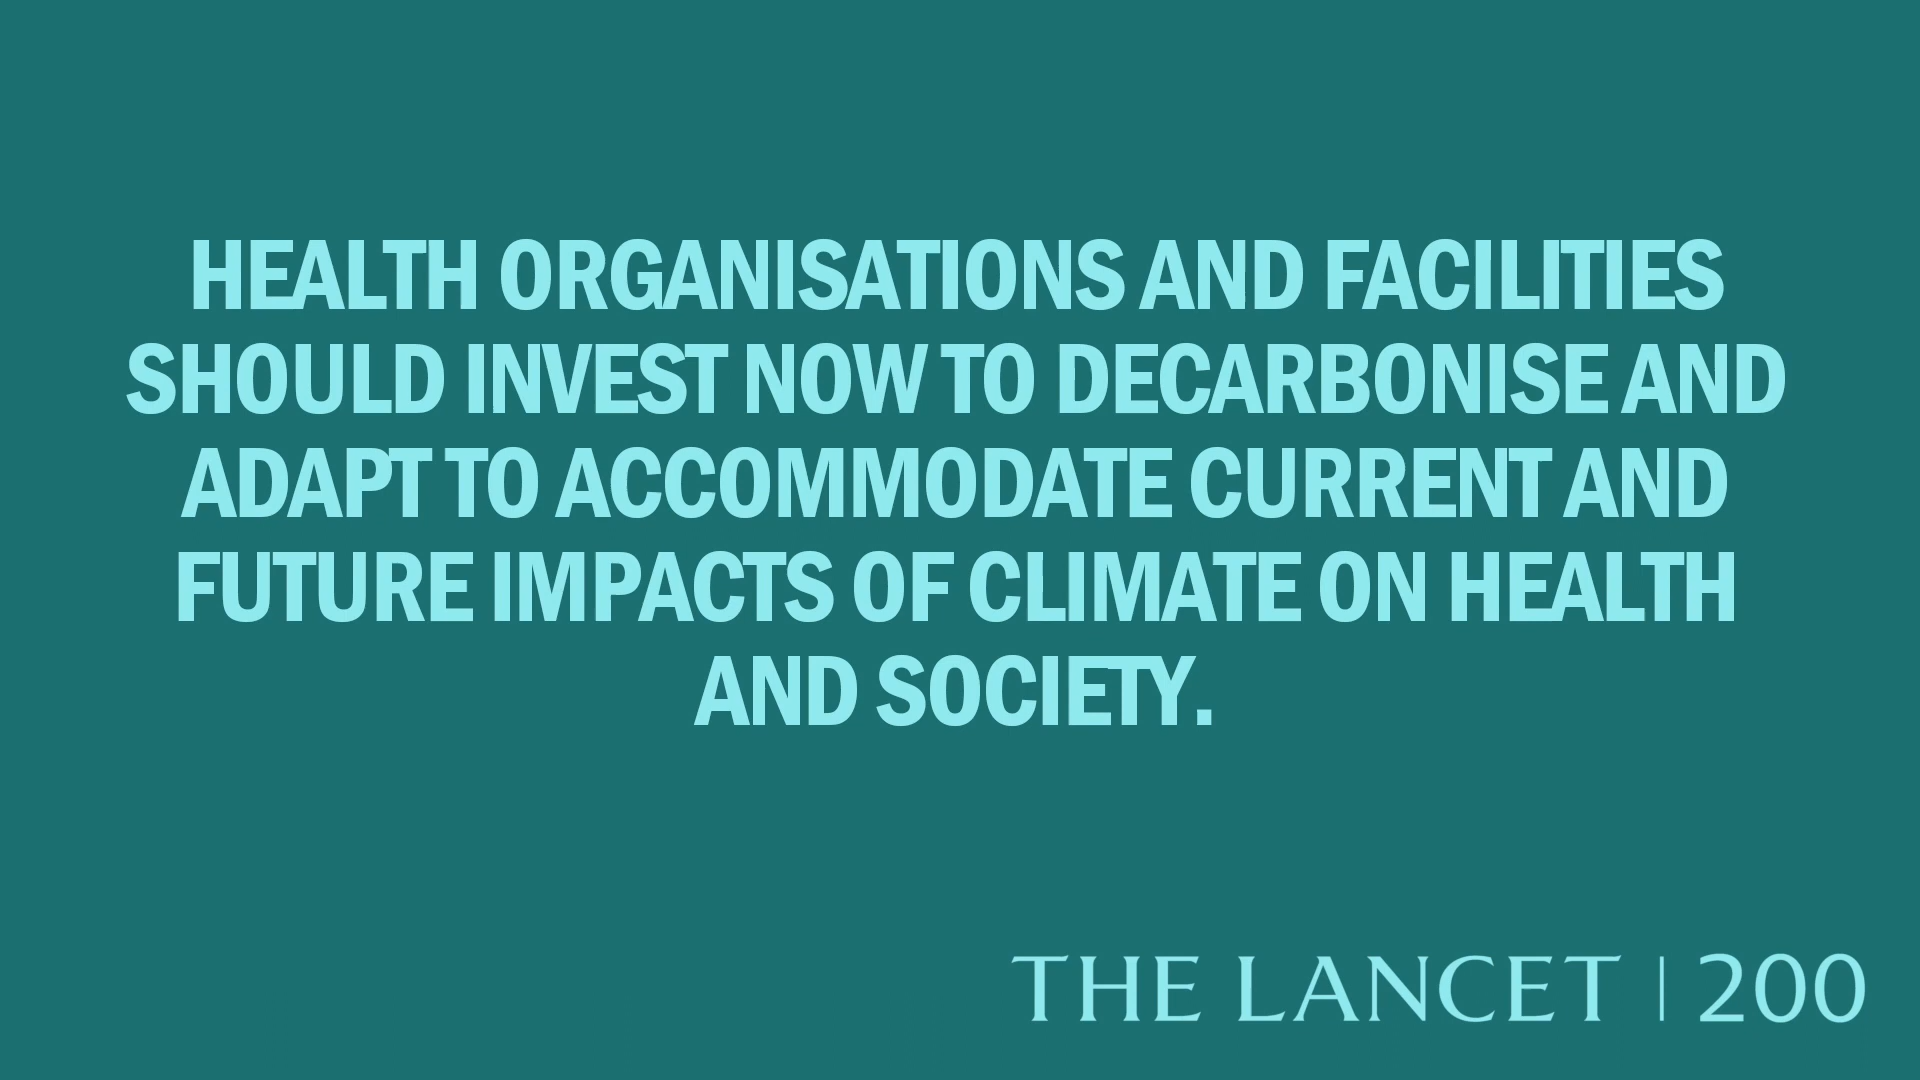 HEALTH ORGANISATIONS AND FACILITIES
SHOULD INVEST NOW TO DECARBONISE AND
ADAPT TO ACCOMMODATE CURRENT AND
FUTURE IMPACTS OF CLIMATE ON HEALTH
AND SOCIETY.
THE LANCET | 200